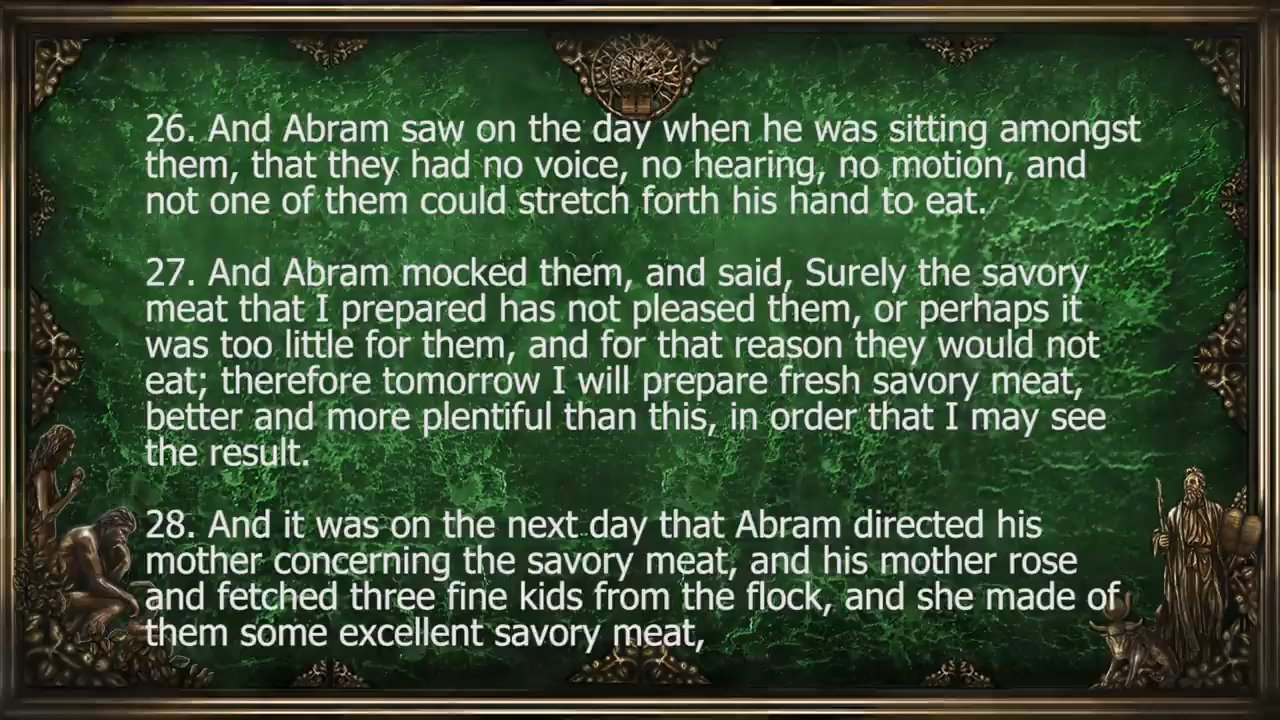 26. And Abram saw on the day when he was sitting amongst
them, that they had no voice, no hearing, no motion, and
not one of them could stretch forth his hand to eat.
27. And Abram mocked them, and said, Surely the savory
meat that I prepared has not pleased them, or perhaps it
was too little for them, and for that reason they would not
eat; therefore tomorrow I will prepare fresh savory meat,
better and more plentiful than this, in order that I may see
the result.
28. And it was on the next day that Abram directed his
mother concerning the savory meat, and his mother rose
and fetched three fine kids from the flock, and she made of
them some excellent savory meat,